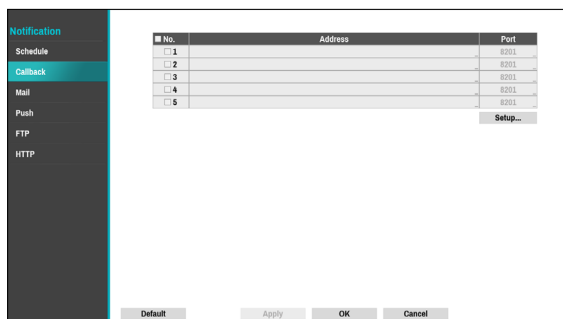 Notification
Schedule
Callback
Mail
Push
FTP
HTTP
No. Address Port
1 8201
2 8201
3 8201
4 8201
5 8201
Setup...
Default Apply OK Cancel